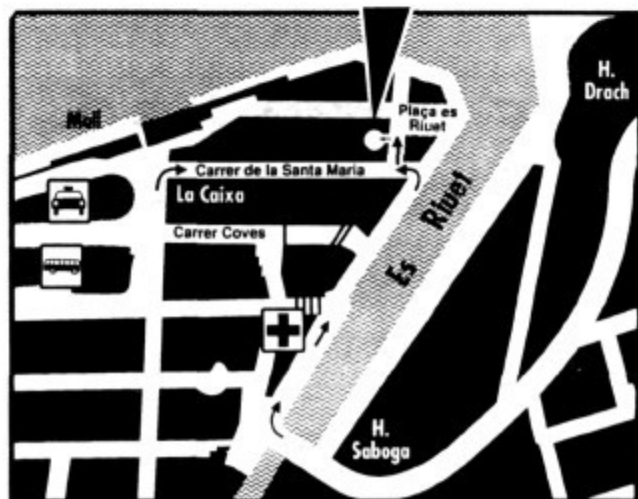 H.
Drach
Moll
Plaça es
Riuet
Carrer de la Santa Maria
La Caixa
Es Riuet
Carrer Coves
H.
Saboga